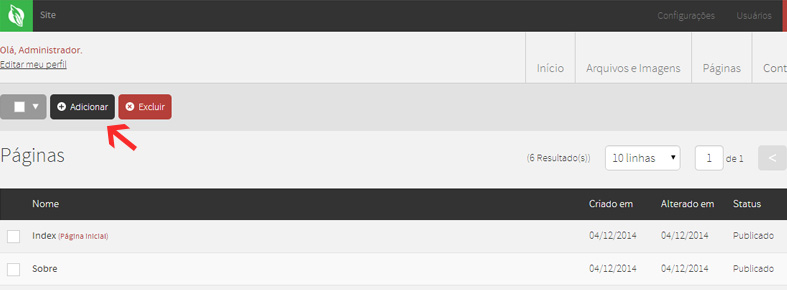 Site Configurações Usuários
Olá, Administrador.
Editar meu perfil
Início Arquivos e Imagens Páginas Cont
Adicionar Excluir
Páginas (6 Resultado(s)) 10 linhas 1 de 1 <
Nome Criado em Alterado em Status
Index (Página Inicial) 04/12/2014 04/12/2014 Publicado
Sobre 04/12/2014 04/12/2014 Publicado